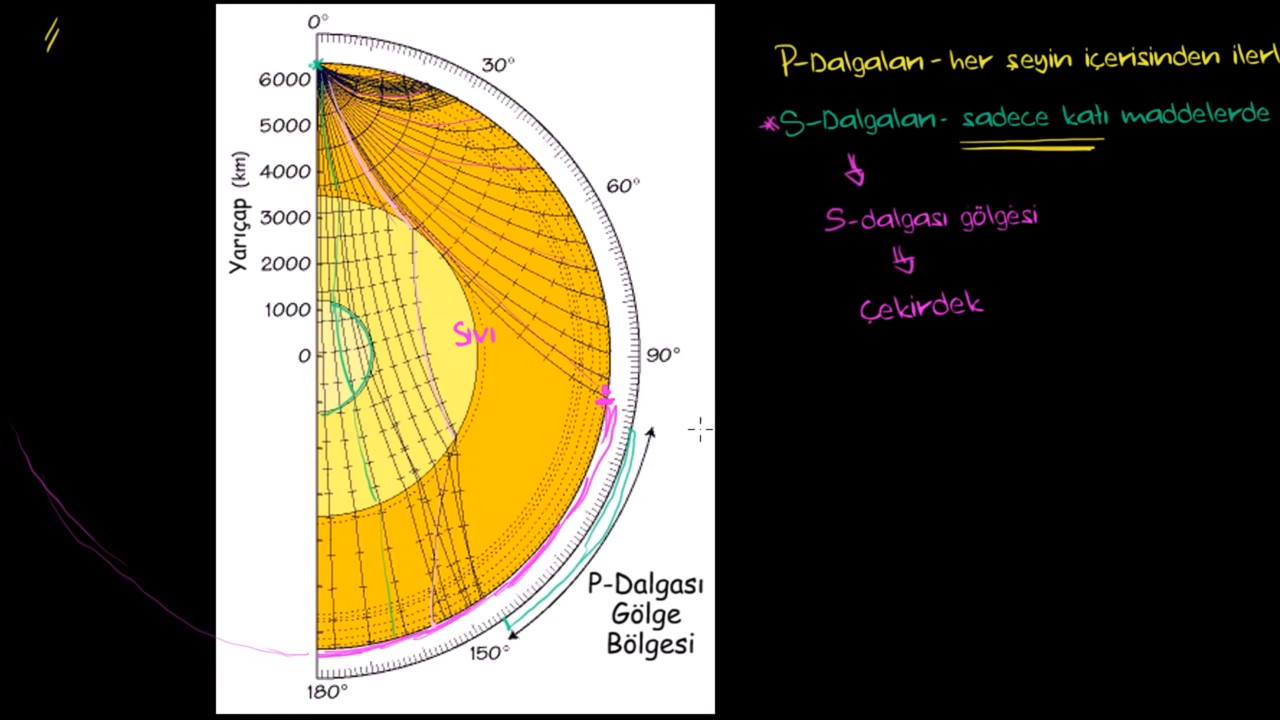 0°
30°
60°
90°
150°
180°
6000
5000
4000
3000
2000
1000
0
Yarıçap (km)
Sıvı
P-Dalgası
Gölge
Bölgesi
P-Dalgaları - her şeyin içerisinden ilerl
*S-Dalgaları - sadece katı maddelerde
S-dalgası gölgesi
Çekirdek